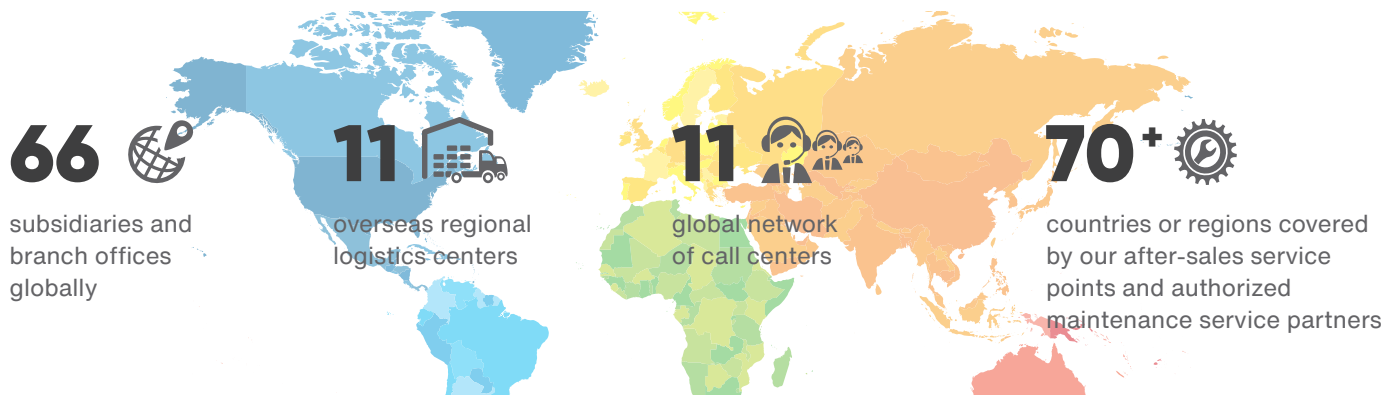 66
subsidiaries and
branch offices
globally
11
overseas regional
logistics centers
11
global network
of call centers
70+
countries or regions covered
by our after-sales service
points and authorized
maintenance service partners